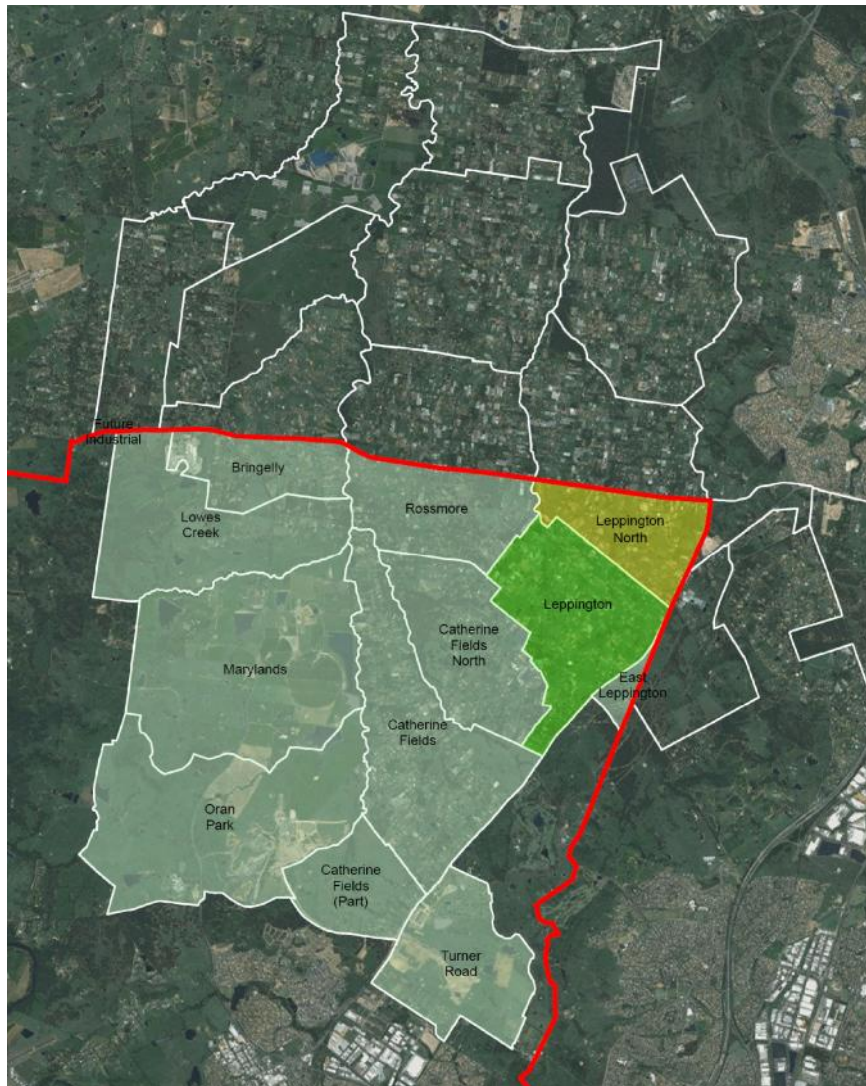 Future
Industrial
Bringelly
Lowes
Creek
Rossmore
Leppington
North
Leppington
Catherine
Fields
North
Marylands
East
Leppington
Catherine
Fields
Oran
Park
Catherine
Fields
(Part)
Turner
Road